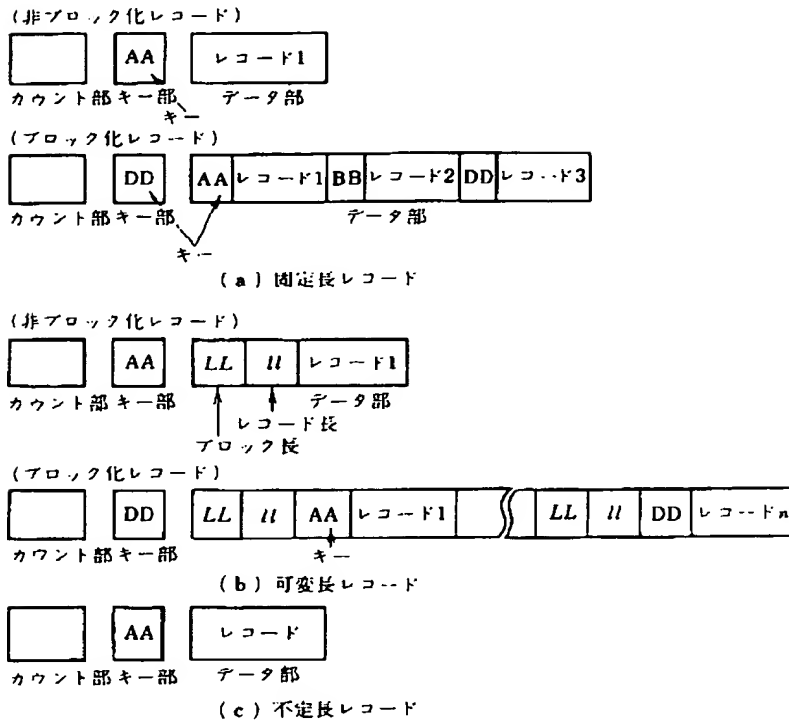 (非ブロック化レコード)
AA レコード1
カウント部 キー部 データ部
キー
(ブロック化レコード)
DD AA レコード1 BB レコード2 DD レコード3
カウント部 キー部 データ部
キー
(a) 固定長レコード
(非ブロック化レコード)
AA LL ll レコード1
カウント部 キー部 データ部
レコード長
ブロック長
(ブロック化レコード)
DD LL ll AA レコード1 LL ll DD レコードn
カウント部 キー部 キー
(b) 可変長レコード
AA レコード
カウント部 キー部 データ部
(c) 不定長レコード